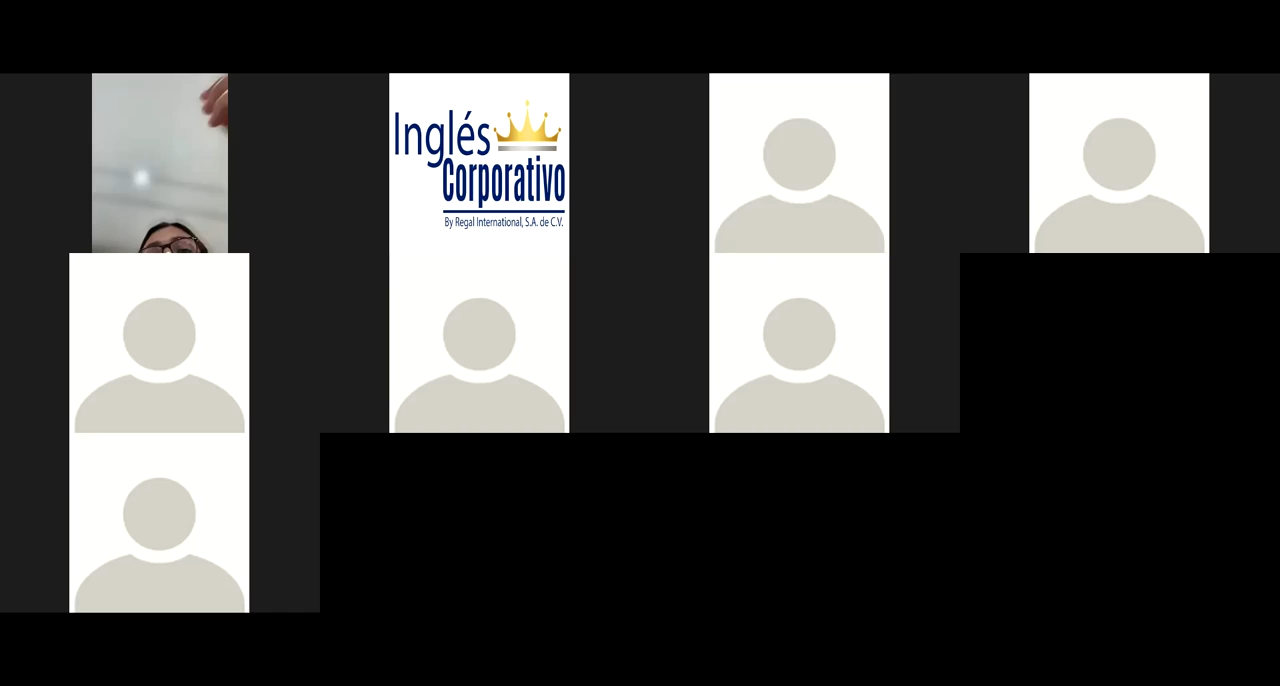 Inglés
Corporativo
By Regal International, S.A. de C.V.